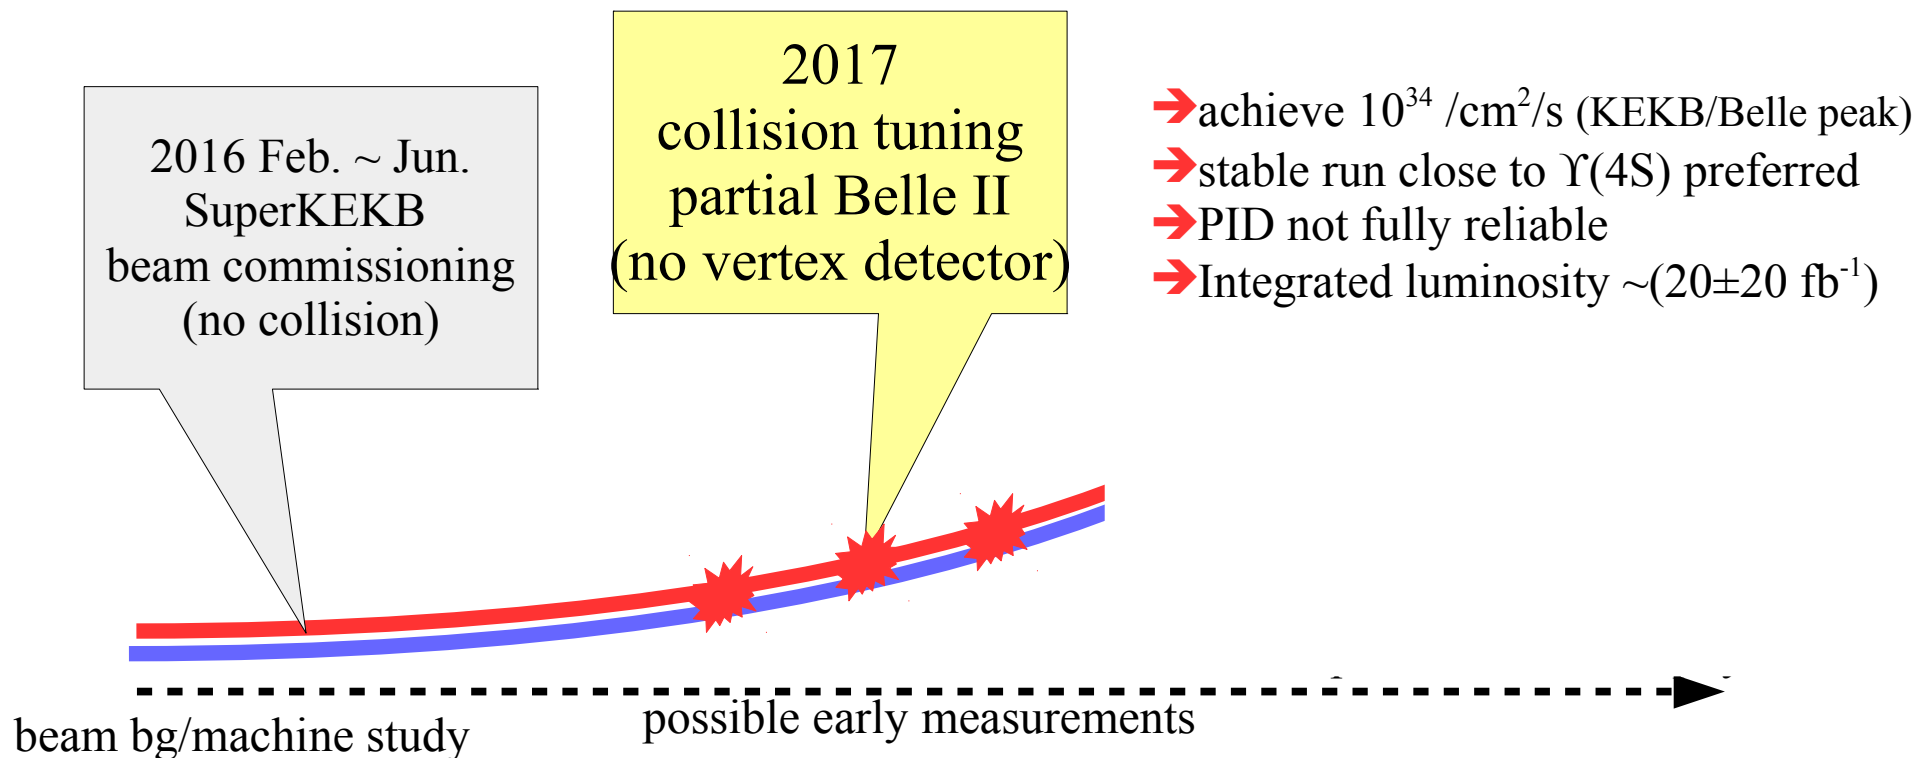 2016 Feb. ~ Jun.
SuperKEKB
beam commissioning
(no collision)
2017
collision tuning
partial Belle II
(no vertex detector)
➔achieve 10³⁴ /cm²/s (KEKB/Belle peak)
➔stable run close to ϒ(4S) preferred
➔PID not fully reliable
➔Integrated luminosity ~(20±20 fb⁻¹)
beam bg/machine study
possible early measurements